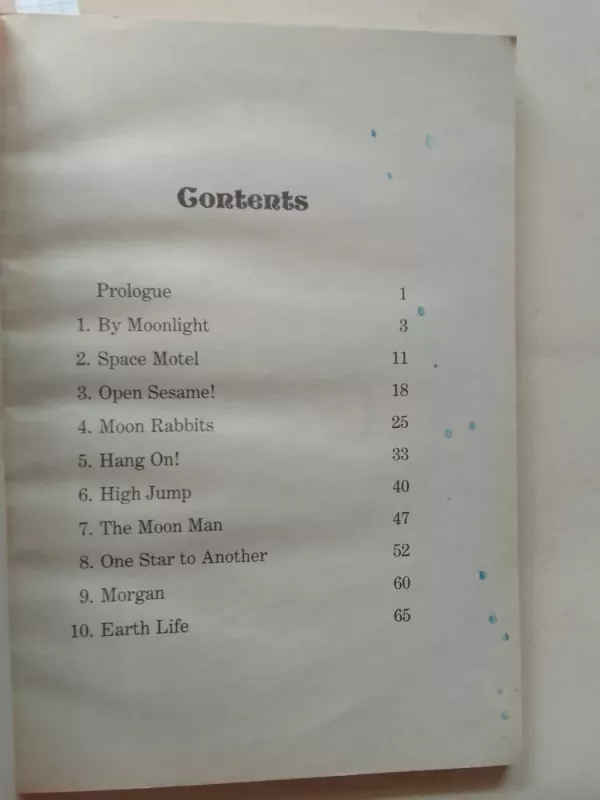 Contents
Prologue 1
1. By Moonlight 3
2. Space Motel 11
3. Open Sesame! 18
4. Moon Rabbits 25
5. Hang On! 33
6. High Jump 40
7. The Moon Man 47
8. One Star to Another 52
9. Morgan 60
10. Earth Life 65